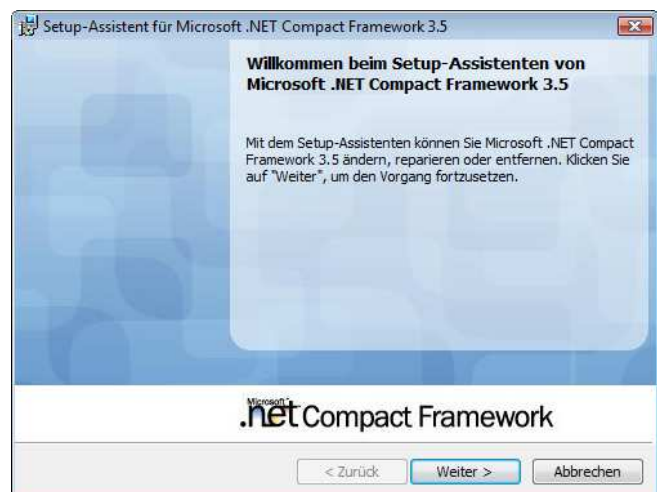 Setup-Assistent für Microsoft .NET Compact Framework 3.5
Willkommen beim Setup-Assistenten von
Microsoft .NET Compact Framework 3.5
Mit dem Setup-Assistenten können Sie Microsoft .NET Compact
Framework 3.5 ändern, reparieren oder entfernen. Klicken Sie
auf "Weiter", um den Vorgang fortzusetzen.
Microsoft
.net Compact Framework
< Zurück Weiter > Abbrechen